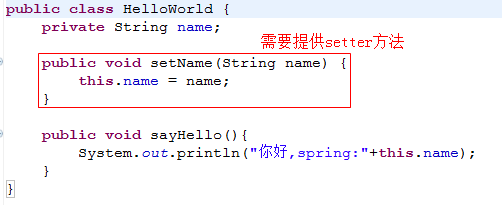 public class HelloWorld {
private String name;
需要提供setter方法
public void setName(String name) {
this.name = name;
}
public void sayHello(){
System.out.println("你好,spring:"+this.name);
}
}